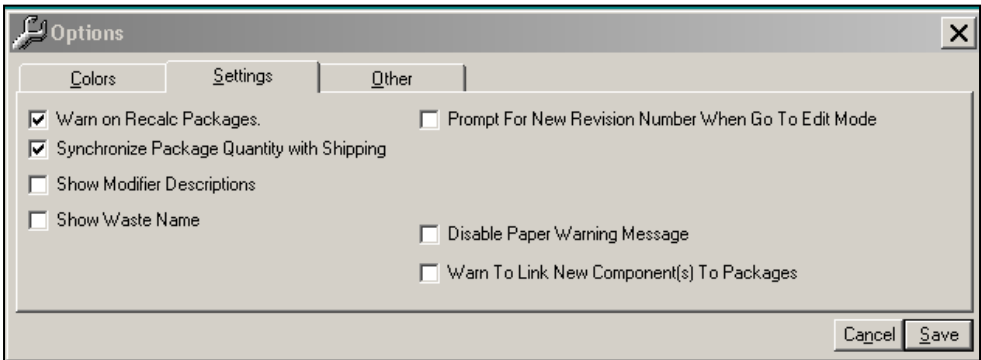 Options
Colors
Settings
Other
Warn on Recalc Packages.
Synchronize Package Quantity with Shipping
Show Modifier Descriptions
Show Waste Name
Prompt For New Revision Number When Go To Edit Mode
Disable Paper Warning Message
Warn To Link New Component(s) To Packages
Cancel
Save